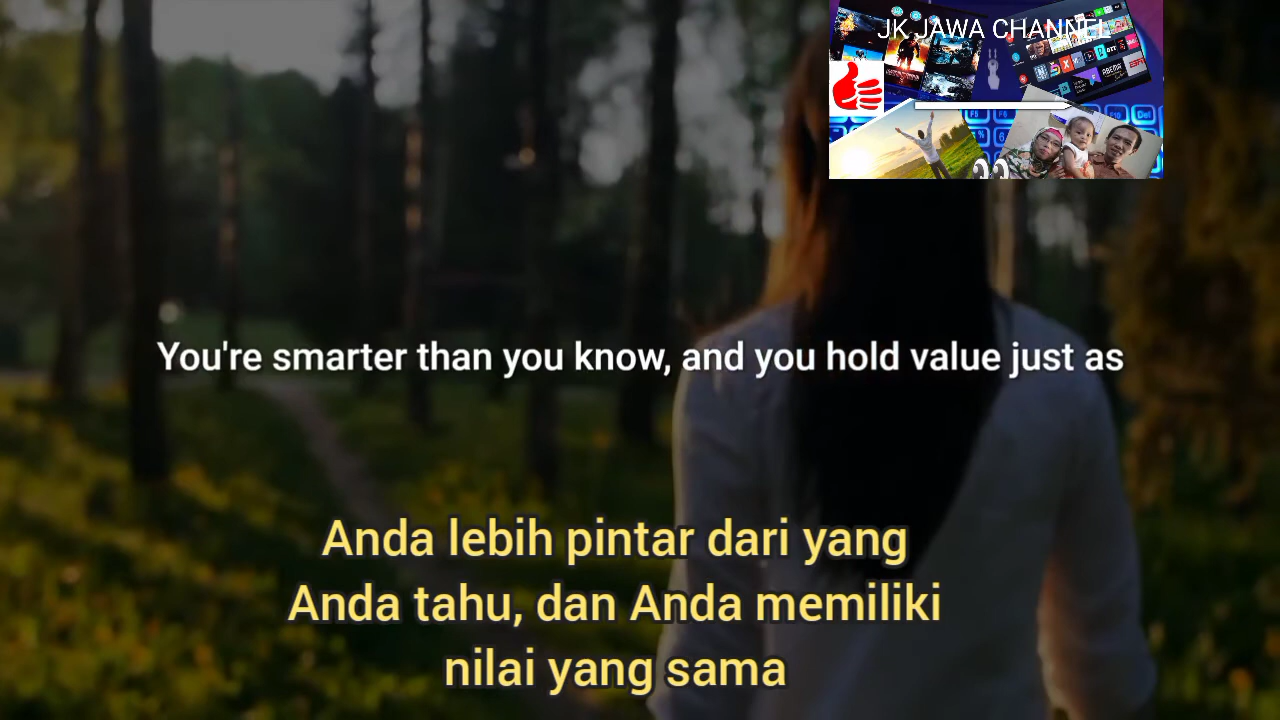 JK JAWA CHANNEL
You're smarter than you know, and you hold value just as
Anda lebih pintar dari yang
Anda tahu, dan Anda memiliki
nilai yang sama